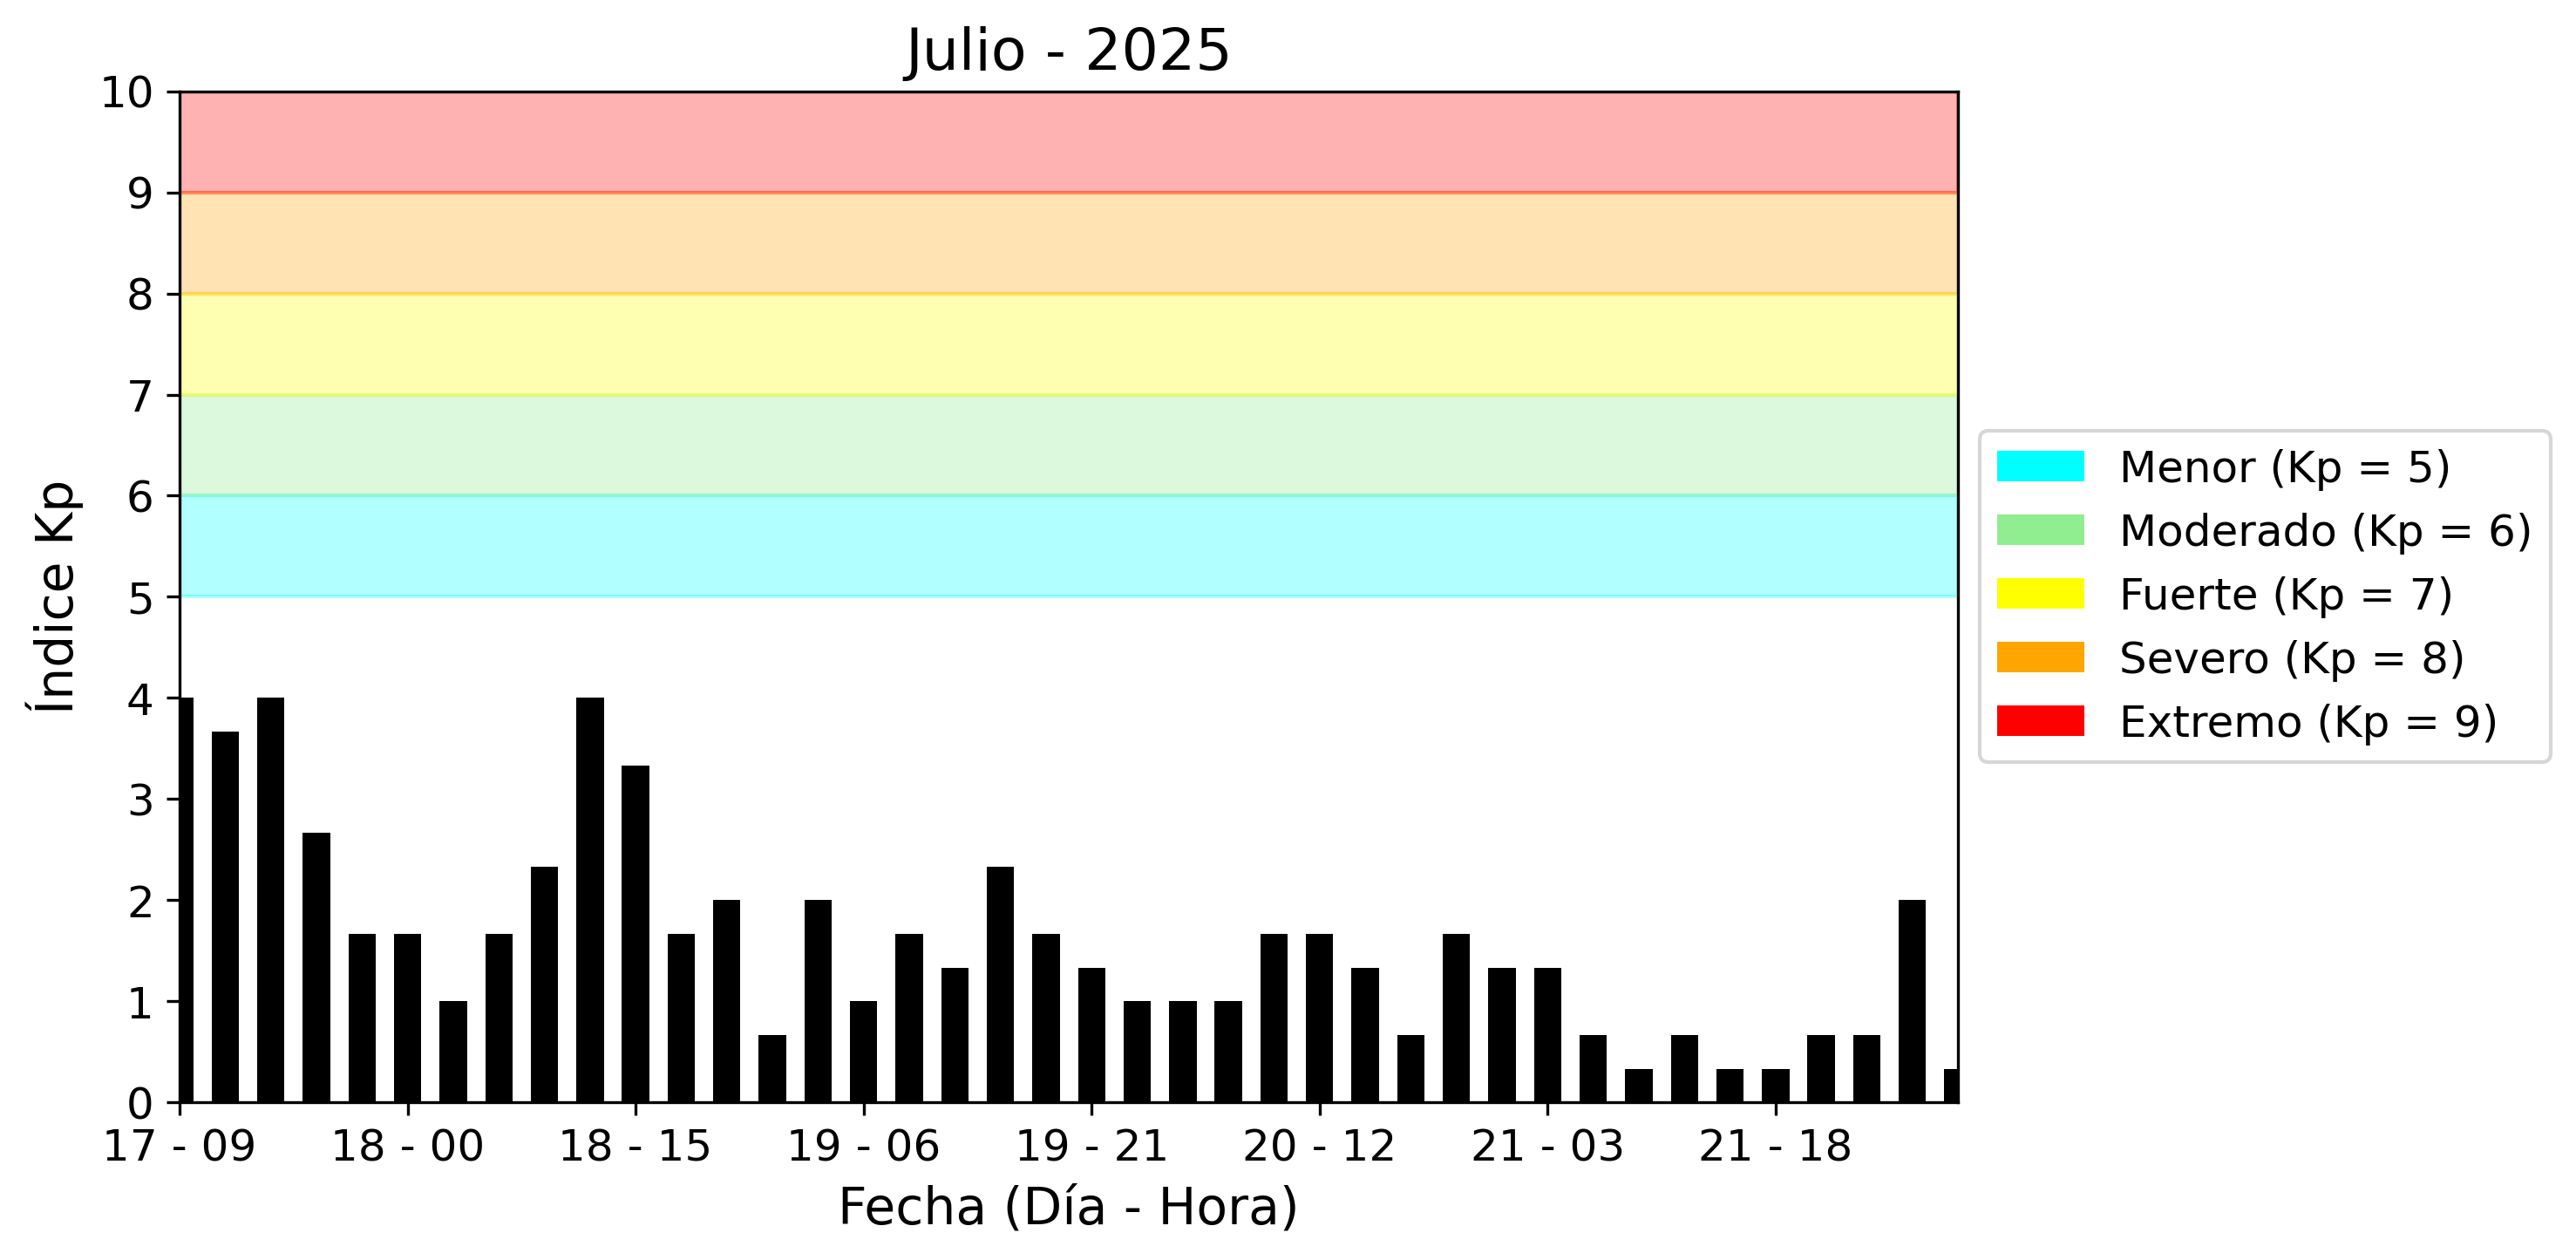 Julio - 2025
10
9
8
7
6
5
4
3
2
1
0
Índice Kp
17 - 09
18 - 00
18 - 15
19 - 06
19 - 21
20 - 12
21 - 03
21 - 18
Fecha (Día - Hora)
Menor (Kp = 5)
Moderado (Kp = 6)
Fuerte (Kp = 7)
Severo (Kp = 8)
Extremo (Kp = 9)